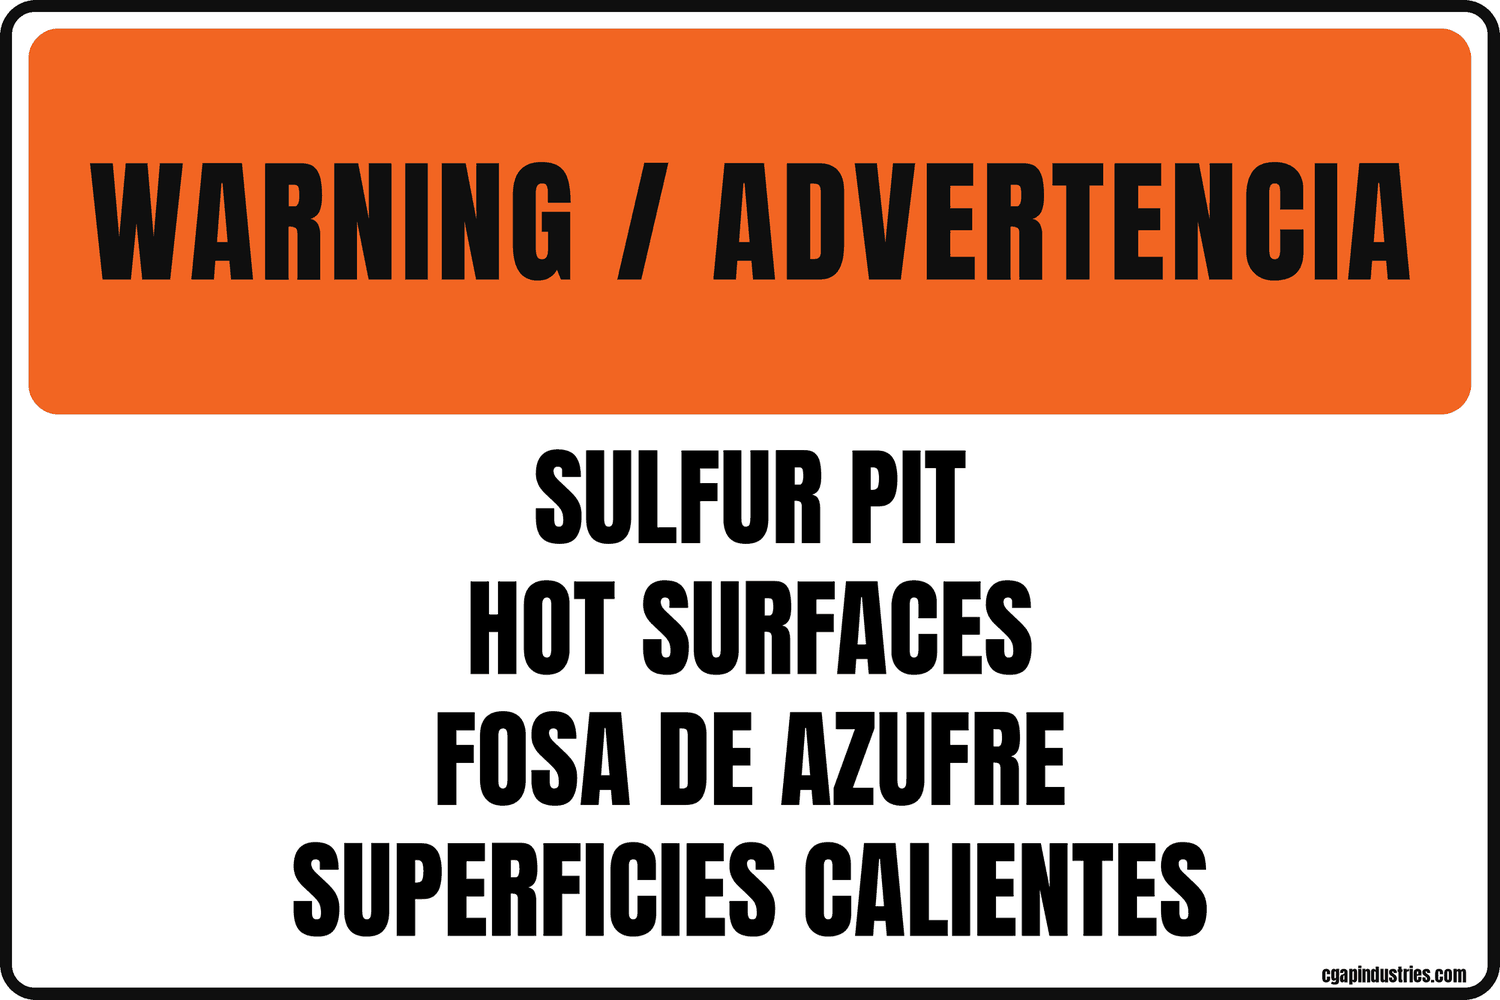 WARNING / ADVERTENCIA
SULFUR PIT
HOT SURFACES
FOSA DE AZUFRE
SUPERFICIES CALIENTES
cgapindustries.com